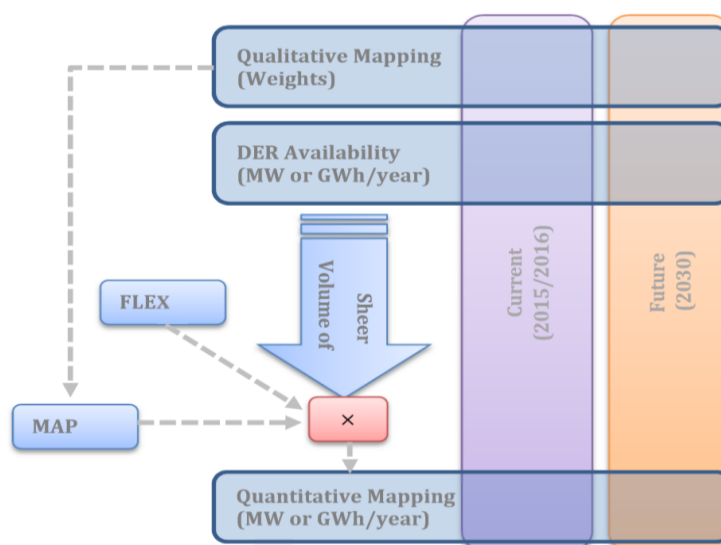 Qualitative Mapping
(Weights)
DER Availability
(MW or GWh/year)
Sheer
Volume of
Current
(2015/2016)
Future
(2030)
FLEX
MAP
×
Quantitative Mapping
(MW or GWh/year)